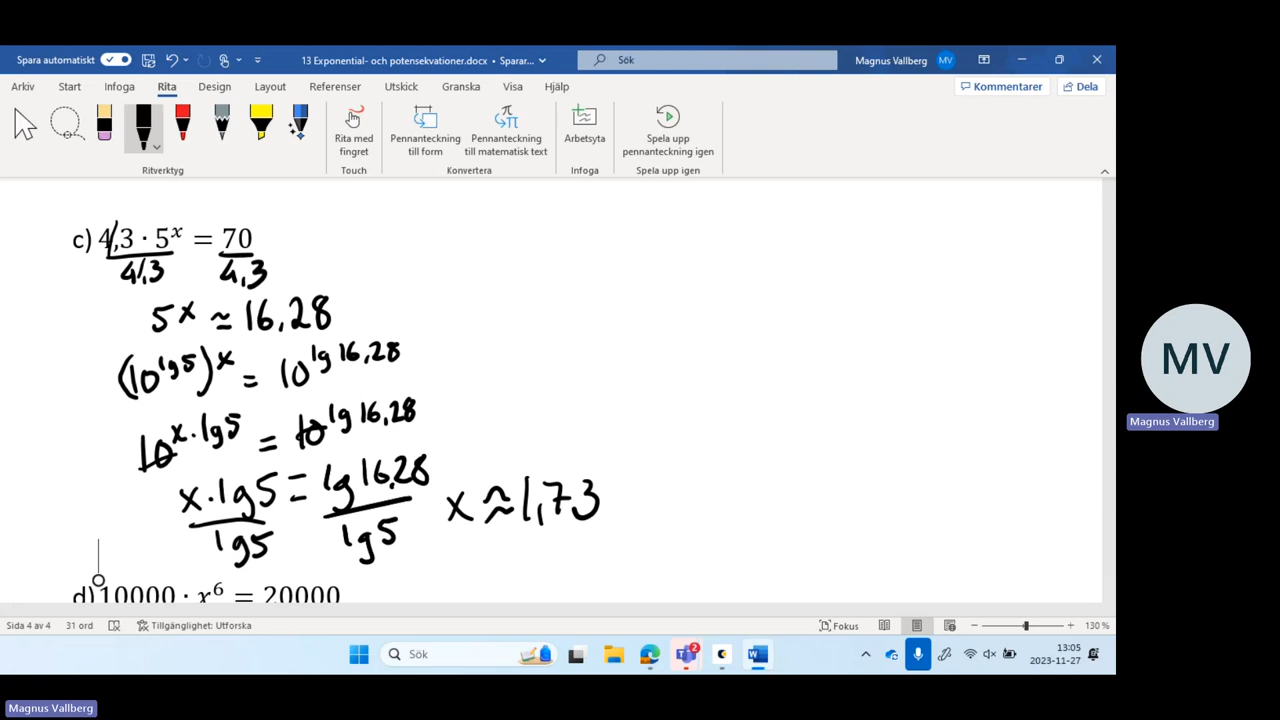 Spara automatiskt
13 Exponential- och potensekvationer.docx • Sparar...
Sök
Magnus Vallberg MV
Arkiv Start Infoga Rita Design Layout Referenser Utskick Granska Visa Hjälp
Kommentarer Dela
Rita med fingret
Pennanteckning till form
Pennanteckning till matematisk text
Arbetsyta
Spela upp pennanteckning igen
Ritverktyg Touch Konvertera Infoga Spela upp igen
c) 4,3 · 5^x = 70
4,3 4,3
5^x ≈ 16,28
(10^lg5)^x = 10^lg 16,28
10^x·lg5 = 10^lg 16,28
x·lg5 = lg 16,28 x ≈ 1,73
lg5 lg5
d) 10000 · x^6 = 20000
MV
Magnus Vallberg
Sida 4 av 4 31 ord Tillgänglighet: Utforska Fokus 130 %
Sök
2
13:05
2023-11-27
Magnus Vallberg